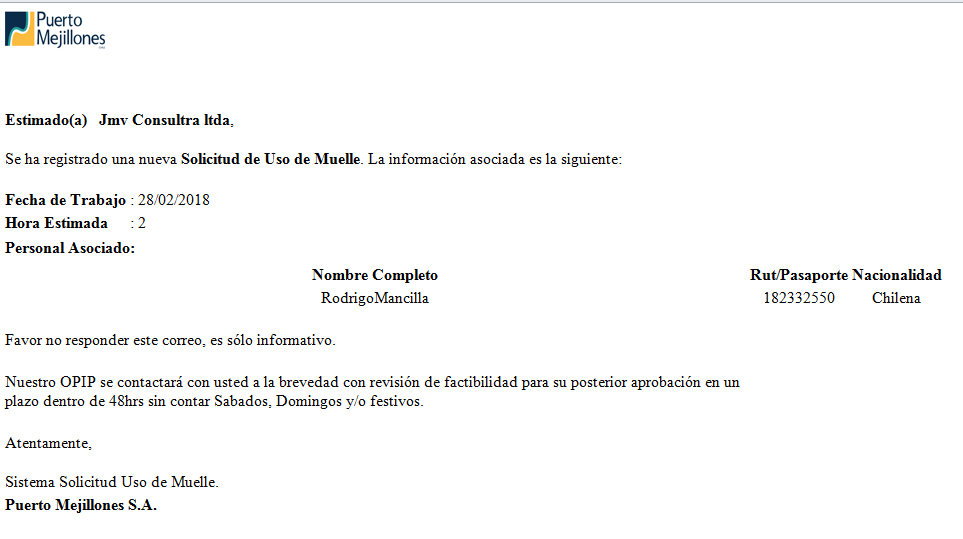 Puerto
Mejillones
Estimado(a) Jmv Consultra ltda,
Se ha registrado una nueva Solicitud de Uso de Muelle. La información asociada es la siguiente:
Fecha de Trabajo : 28/02/2018
Hora Estimada : 2
Personal Asociado:
Nombre Completo Rut/Pasaporte Nacionalidad
RodrigoMancilla 182332550 Chilena
Favor no responder este correo, es sólo informativo.
Nuestro OPIP se contactará con usted a la brevedad con revisión de factibilidad para su posterior aprobación en un
plazo dentro de 48hrs sin contar Sabados, Domingos y/o festivos.
Atentamente,
Sistema Solicitud Uso de Muelle.
Puerto Mejillones S.A.